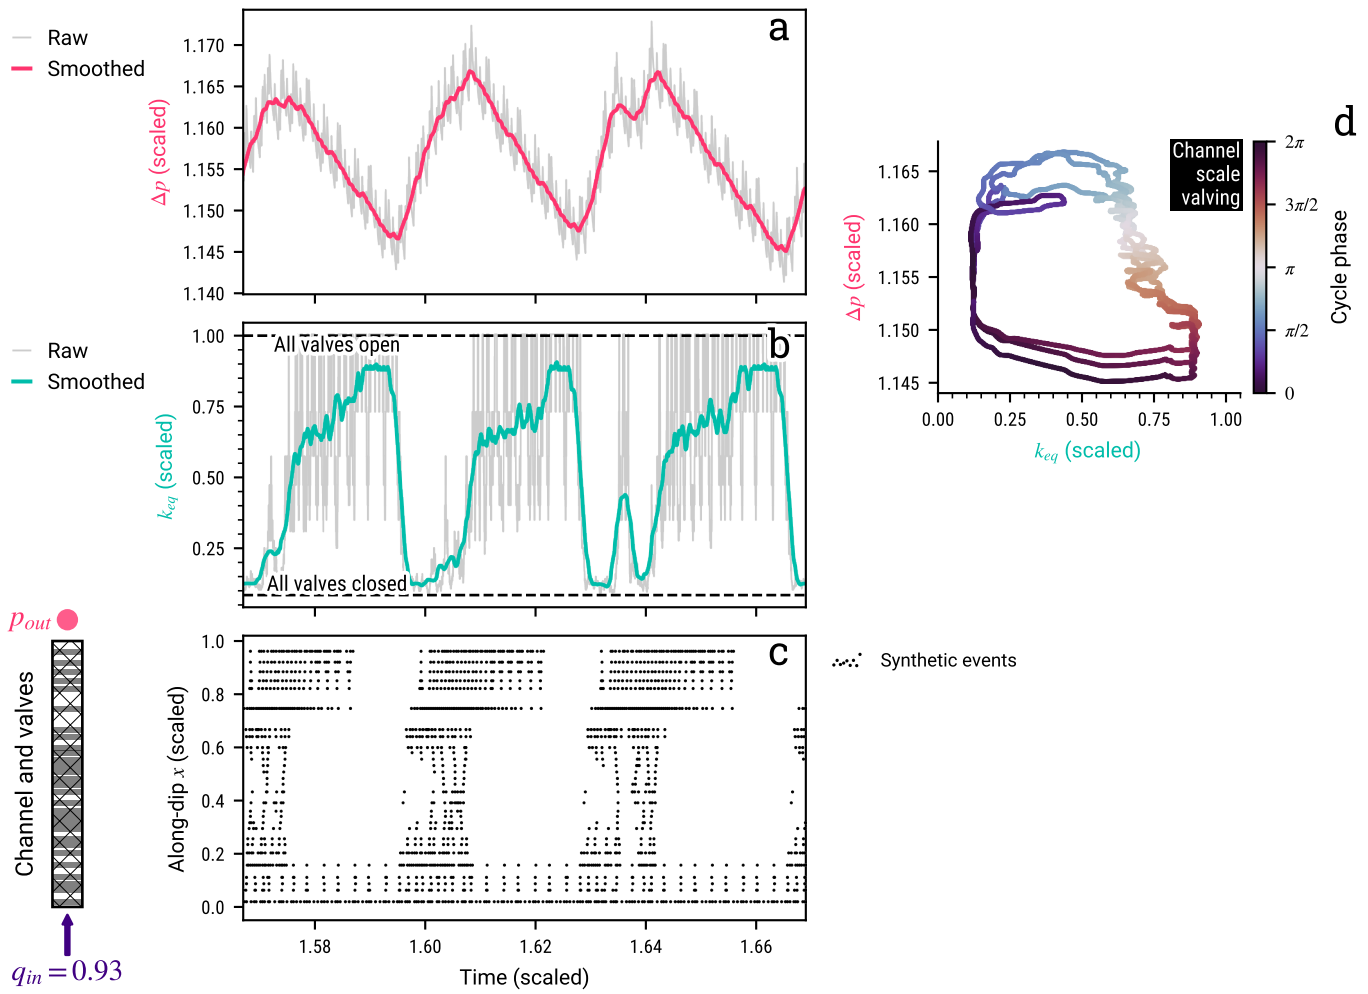 Raw
Smoothed
1.170
1.165
1.160
1.155
1.150
1.145
1.140
Δp (scaled)
a
Raw
Smoothed
1.00
0.75
0.50
0.25
k_eq (scaled)
All valves open
All valves closed
b
p_out
Channel and valves
q_in = 0.93
1.0
0.8
0.6
0.4
0.2
0.0
Along-dip x (scaled)
c
1.58
1.60
1.62
1.64
1.66
Time (scaled)
Synthetic events
d
Channel
scale
valving
1.165
1.160
1.155
1.150
1.145
Δp (scaled)
0.00
0.25
0.50
0.75
1.00
k_eq (scaled)
2π
3π/2
π
π/2
0
Cycle phase